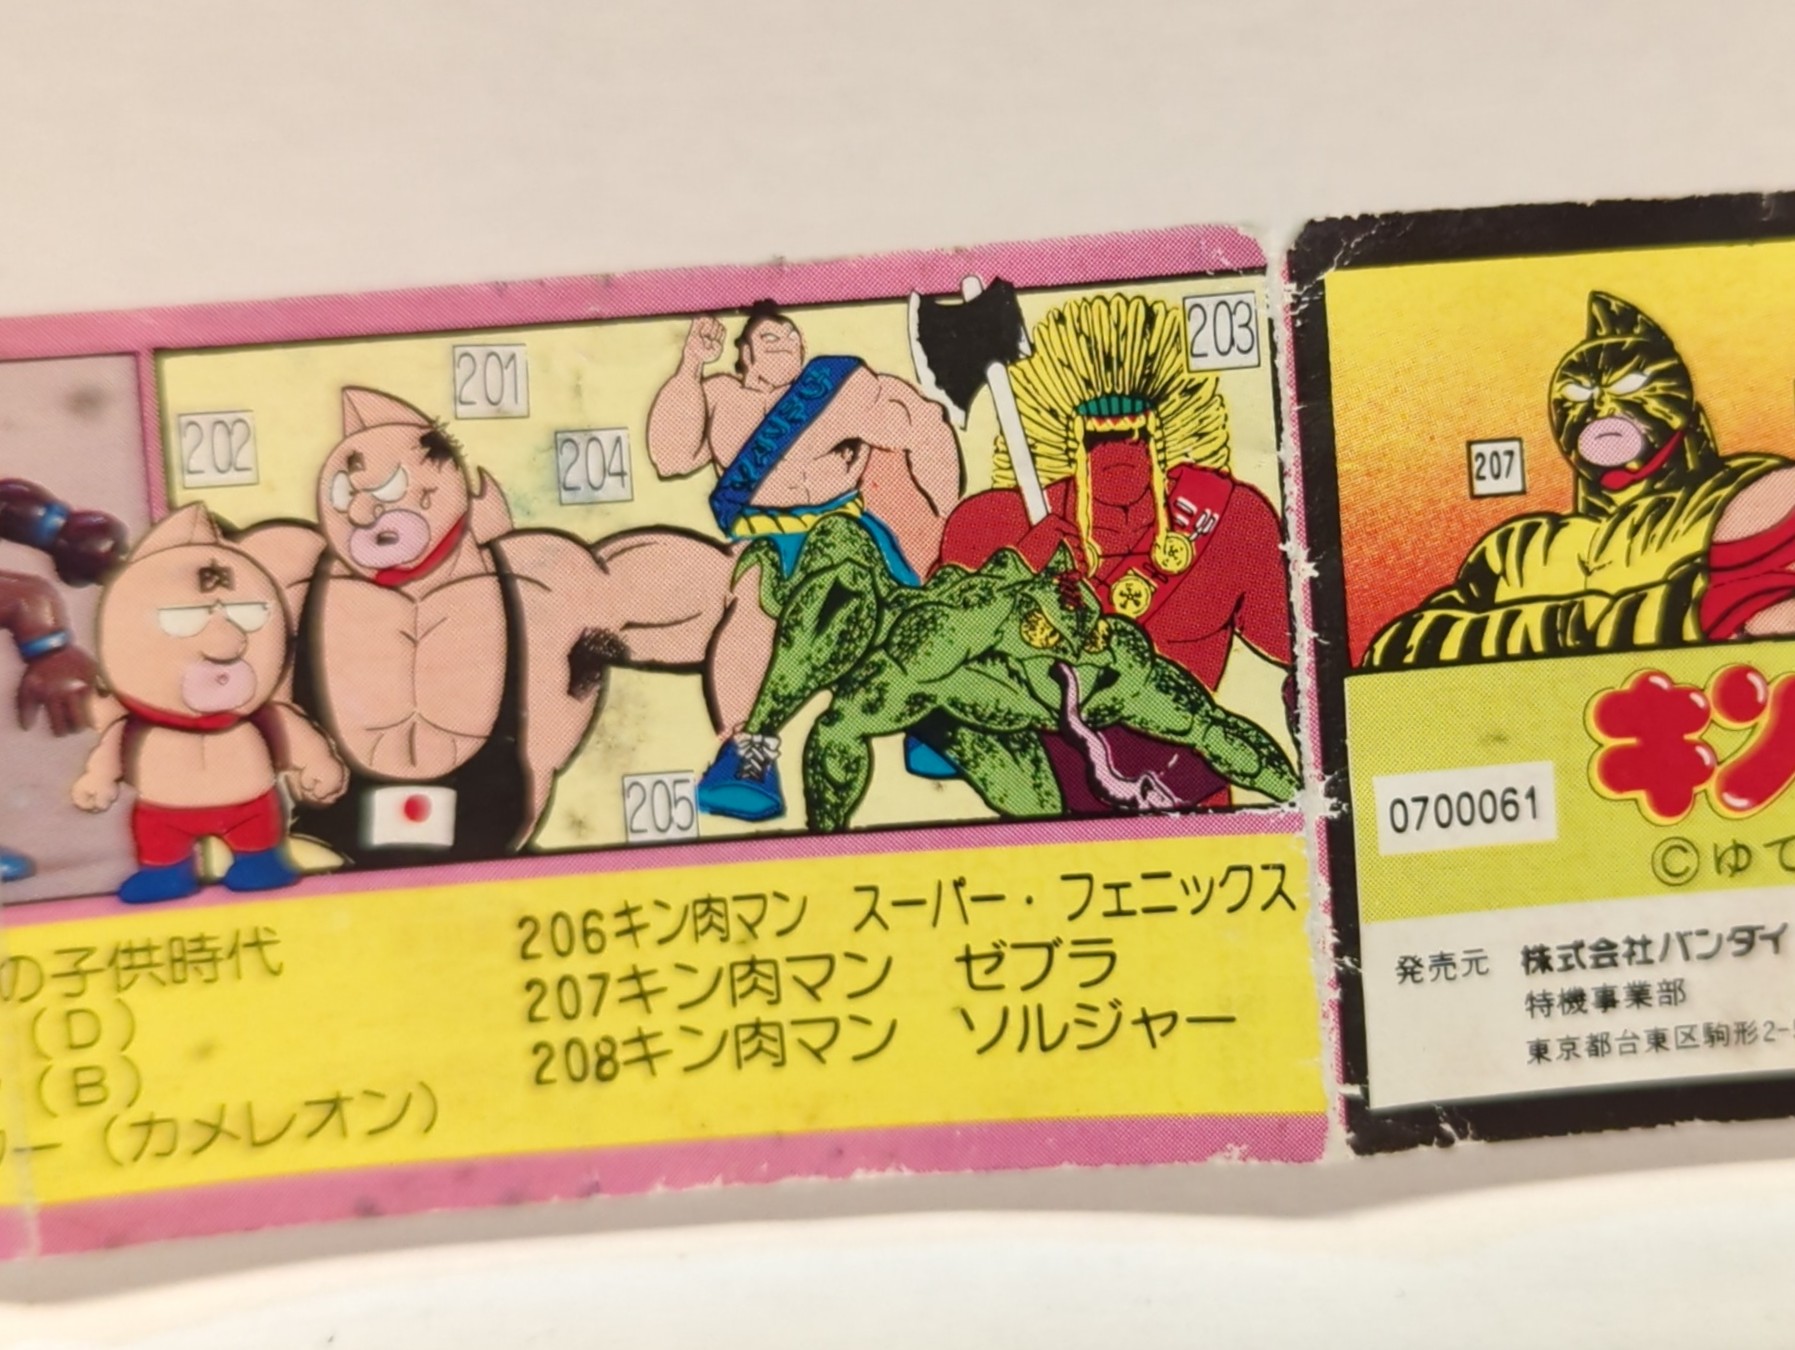 201
202
203
204
205
肉
の子供時代
(D)
(B)
ー(カメレオン)
206キン肉マン スーパー・フェニックス
207キン肉マン ゼブラ
208キン肉マン ソルジャー
207
キン
0700061
©ゆで
発売元 株式会社バンダイ
特機事業部
東京都台東区駒形2-